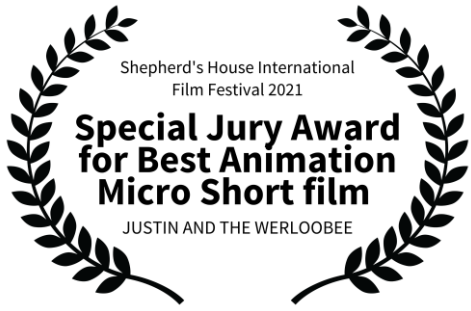 Shepherd's House International
Film Festival 2021
Special Jury Award
for Best Animation
Micro Short film
JUSTIN AND THE WERLOOBEE